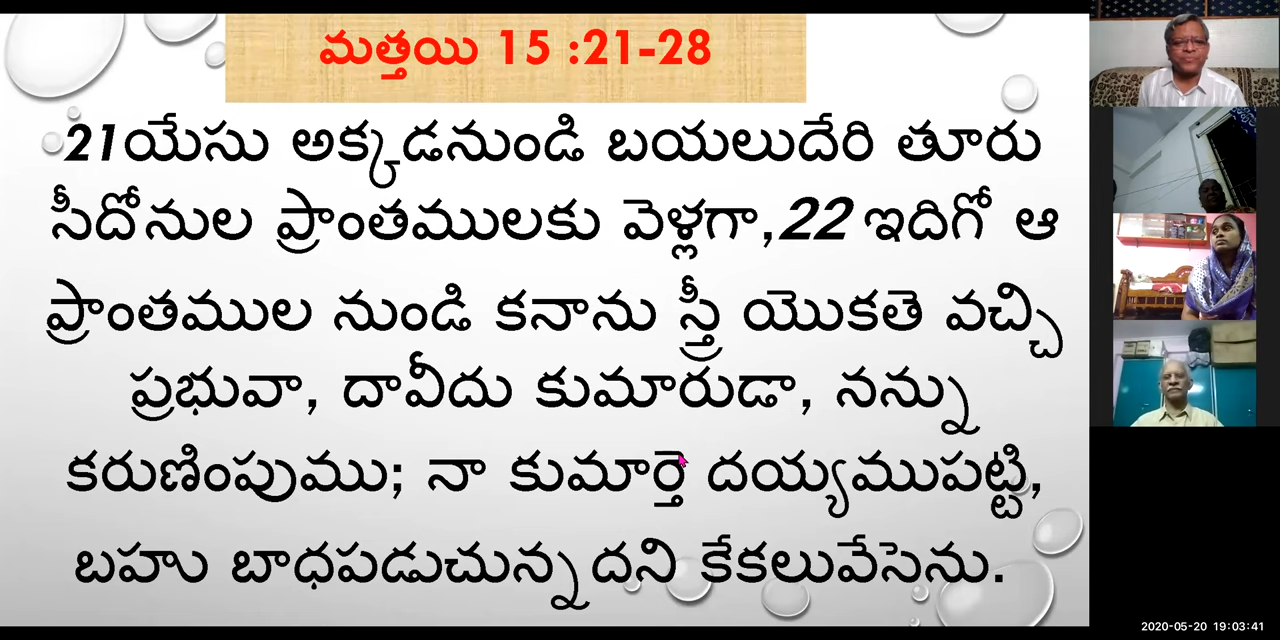 మత్తయి 15 :21-28
21యేసు అక్కడనుండి బయలుదేరి తూరు
సీదోనుల ప్రాంతములకు వెళ్లగా,22 ఇదిగో ఆ
ప్రాంతముల నుండి కనాను స్త్రీ యొకతె వచ్చి
ప్రభువా, దావీదు కుమారుడా, నన్ను
కరుణింపుము; నా కుమార్తె దయ్యముపట్టి,
బహు బాధపడుచున్నదని కేకలువేసెను.
2020-05-20 19:03:41